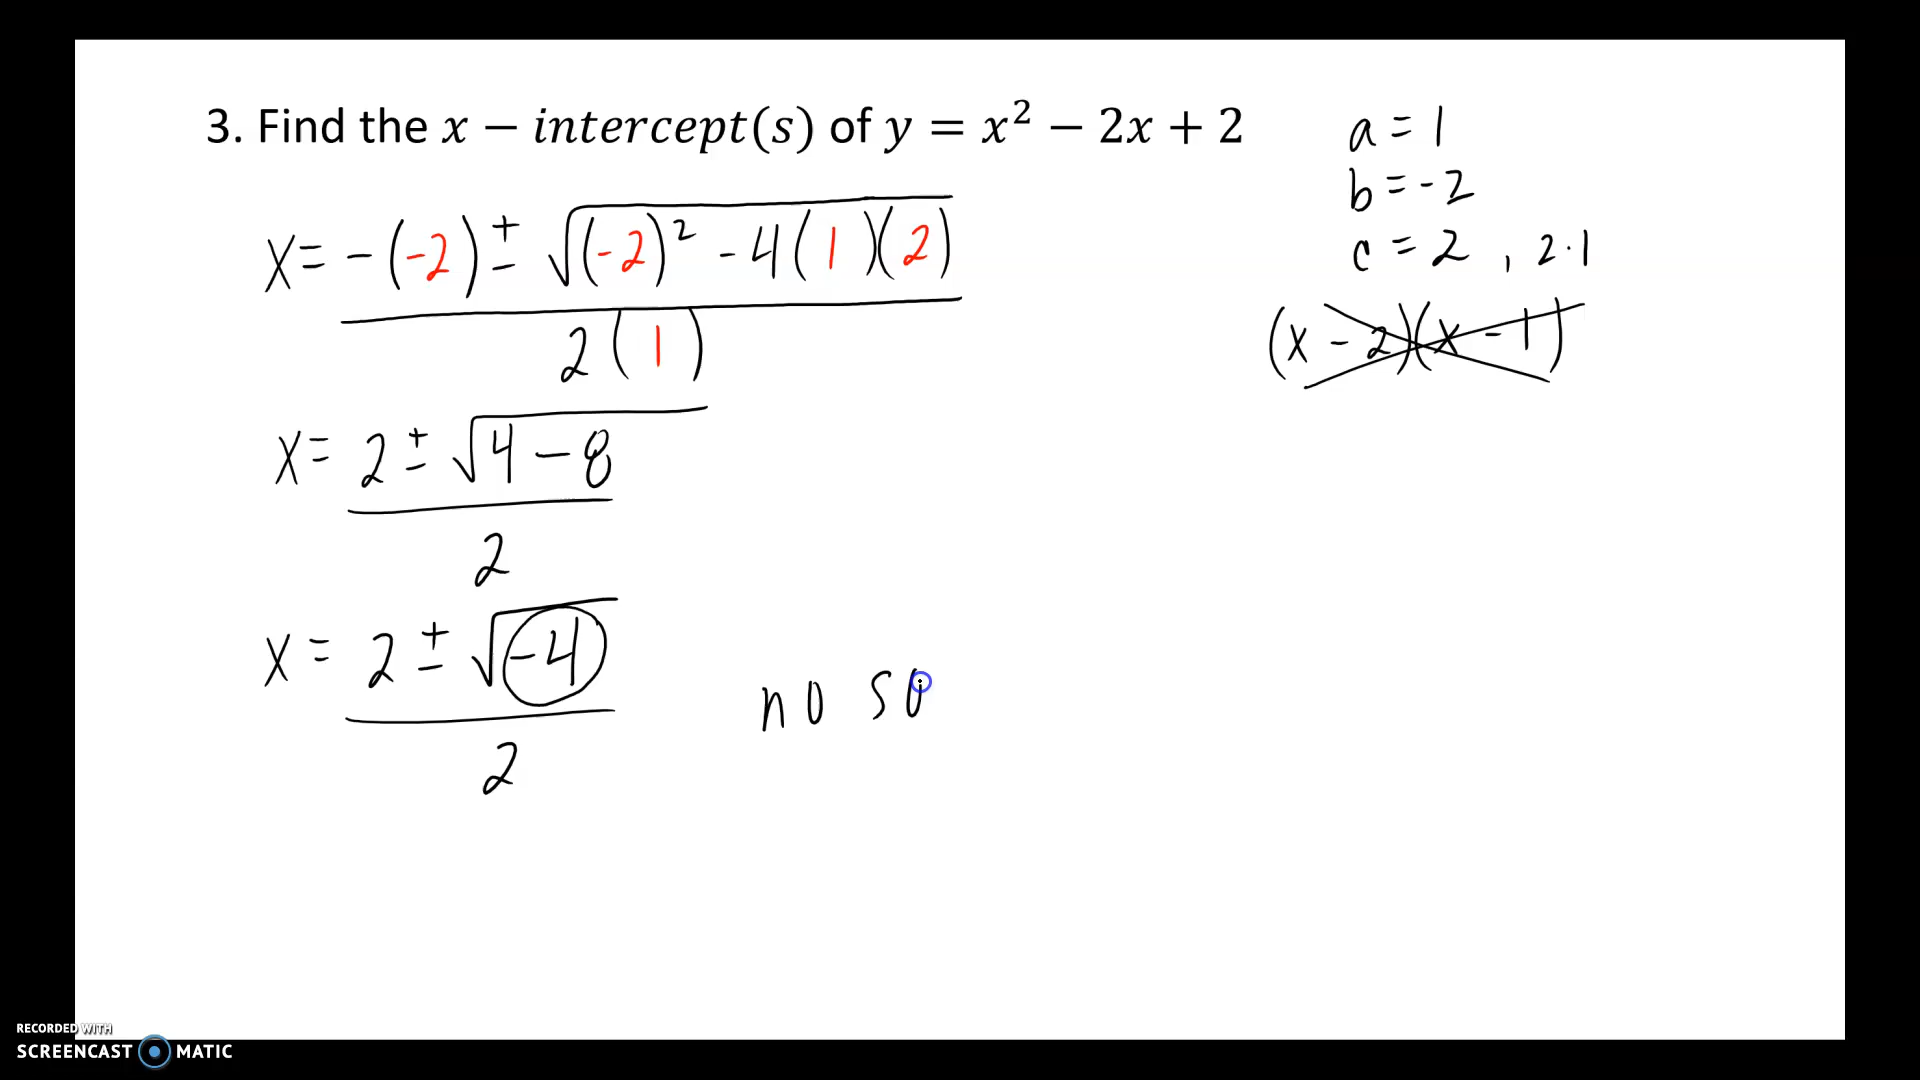 3. Find the x − intercept(s) of y = x² − 2x + 2
a = 1
b = -2
c = 2 , 2·1
(x - 2)(x - 1)
x = -(-2) ± √(-2)² - 4(1)(2)
2(1)
x = 2 ± √4 - 8
2
x = 2 ± √-4
2
no so
RECORDED WITH
SCREENCAST MATIC